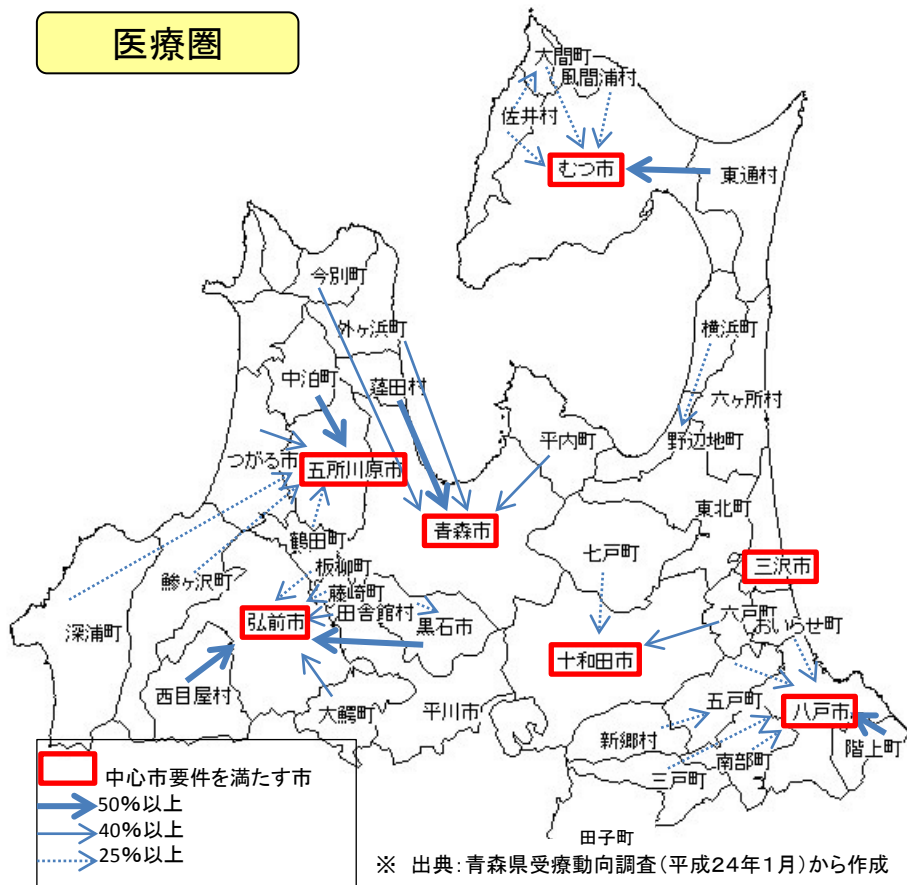 医療圏
大間町
風間浦村
佐井村
むつ市
東通村
今別町
外ヶ浜町
横浜町
中泊町
蓬田村
六ヶ所村
平内町
野辺地町
つがる市
五所川原市
東北町
青森市
鶴田町
七戸町
板柳町
三沢市
鯵ヶ沢町
藤崎町
田舎館村
六戸町
弘前市
黒石市
おいらせ町
深浦町
十和田市
西目屋村
五戸町
大鰐町
平川市
八戸市
新郷村
階上町
南部町
三戸町
中心市要件を満たす市
50%以上
40%以上
25%以上
田子町
※ 出典:青森県受療動向調査(平成24年1月)から作成